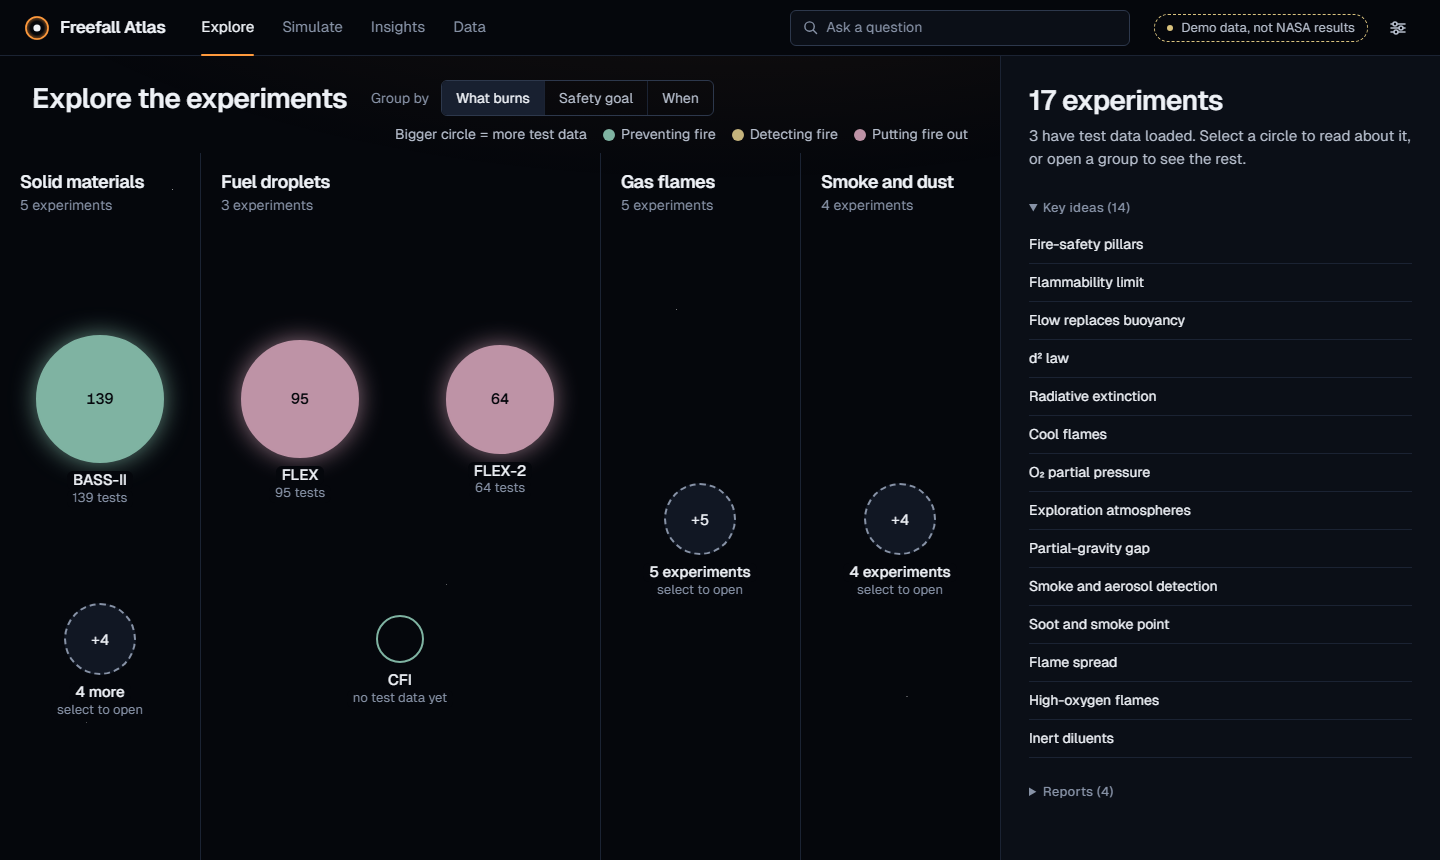 Freefall Atlas
Explore
Simulate
Insights
Data
Ask a question
Demo data, not NASA results
Explore the experiments
Group by
What burns
Safety goal
When
Bigger circle = more test data
Preventing fire
Detecting fire
Putting fire out
Solid materials
5 experiments
139
BASS-II
139 tests
+4
4 more
select to open
Fuel droplets
3 experiments
95
FLEX
95 tests
64
FLEX-2
64 tests
CFI
no test data yet
Gas flames
5 experiments
+5
5 experiments
select to open
Smoke and dust
4 experiments
+4
4 experiments
select to open
17 experiments
3 have test data loaded. Select a circle to read about it,
or open a group to see the rest.
Key ideas (14)
Fire-safety pillars
Flammability limit
Flow replaces buoyancy
d² law
Radiative extinction
Cool flames
O₂ partial pressure
Exploration atmospheres
Partial-gravity gap
Smoke and aerosol detection
Soot and smoke point
Flame spread
High-oxygen flames
Inert diluents
Reports (4)